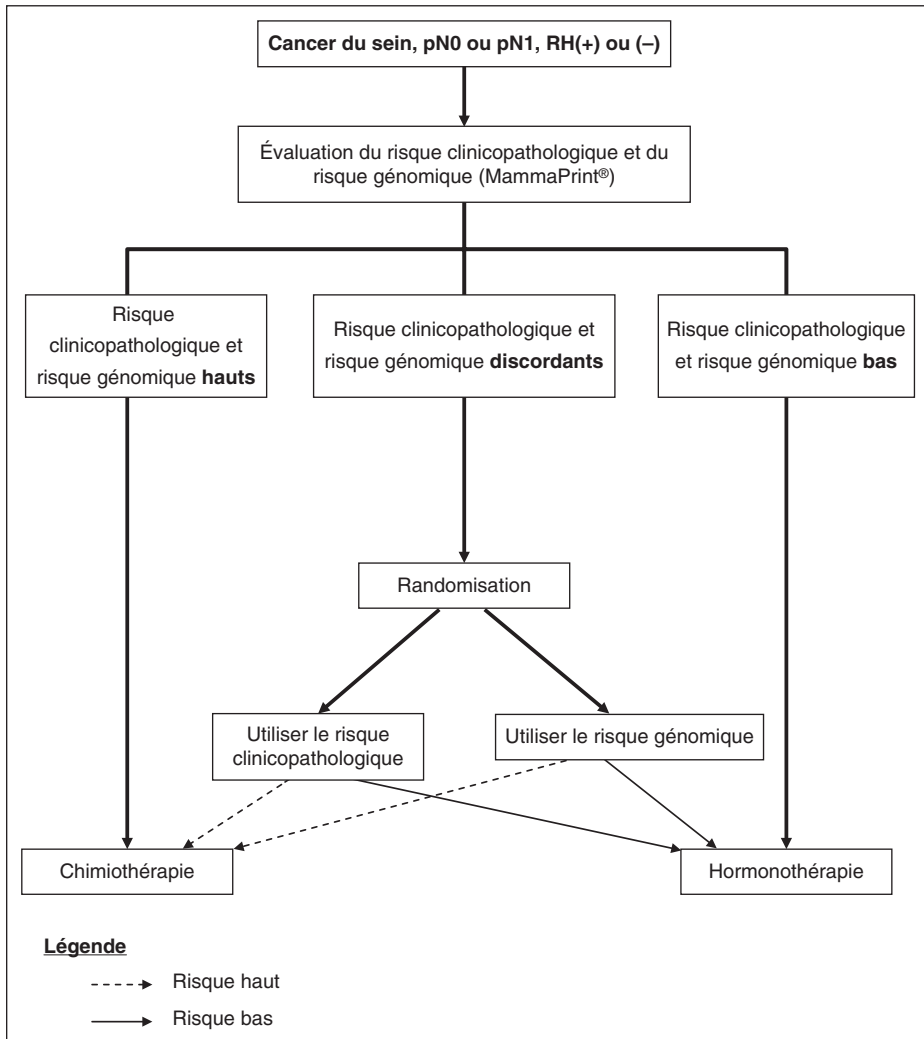 Cancer du sein, pN0 ou pN1, RH(+) ou (–)
Évaluation du risque clinicopathologique et du
risque génomique (MammaPrint®)
Risque
clinicopathologique et
risque génomique hauts
Risque clinicopathologique et
risque génomique discordants
Risque clinicopathologique
et risque génomique bas
Randomisation
Utiliser le risque
clinicopathologique
Utiliser le risque génomique
Chimiothérapie
Hormonothérapie
Légende
Risque haut
Risque bas